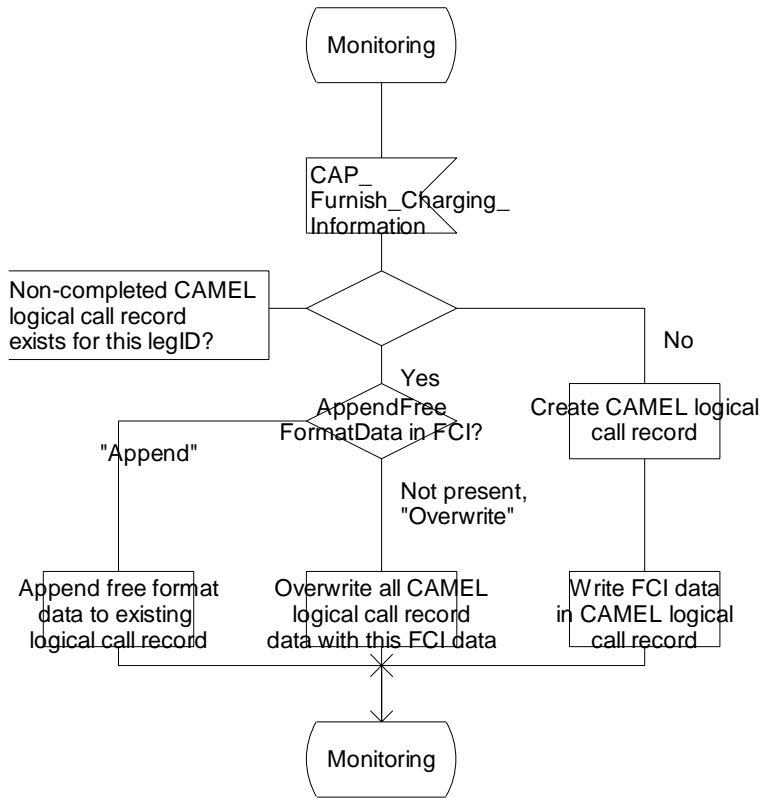 Monitoring
CAP_
Furnish_Charging_
Information
Non-completed CAMEL
logical call record
exists for this legID?
No
Yes
AppendFree
FormatData in FCI?
Create CAMEL logical
call record
"Append"
Not present,
"Overwrite"
Append free format
data to existing
logical call record
Overwrite all CAMEL
logical call record
data with this FCI data
Write FCI data
in CAMEL logical
call record
Monitoring